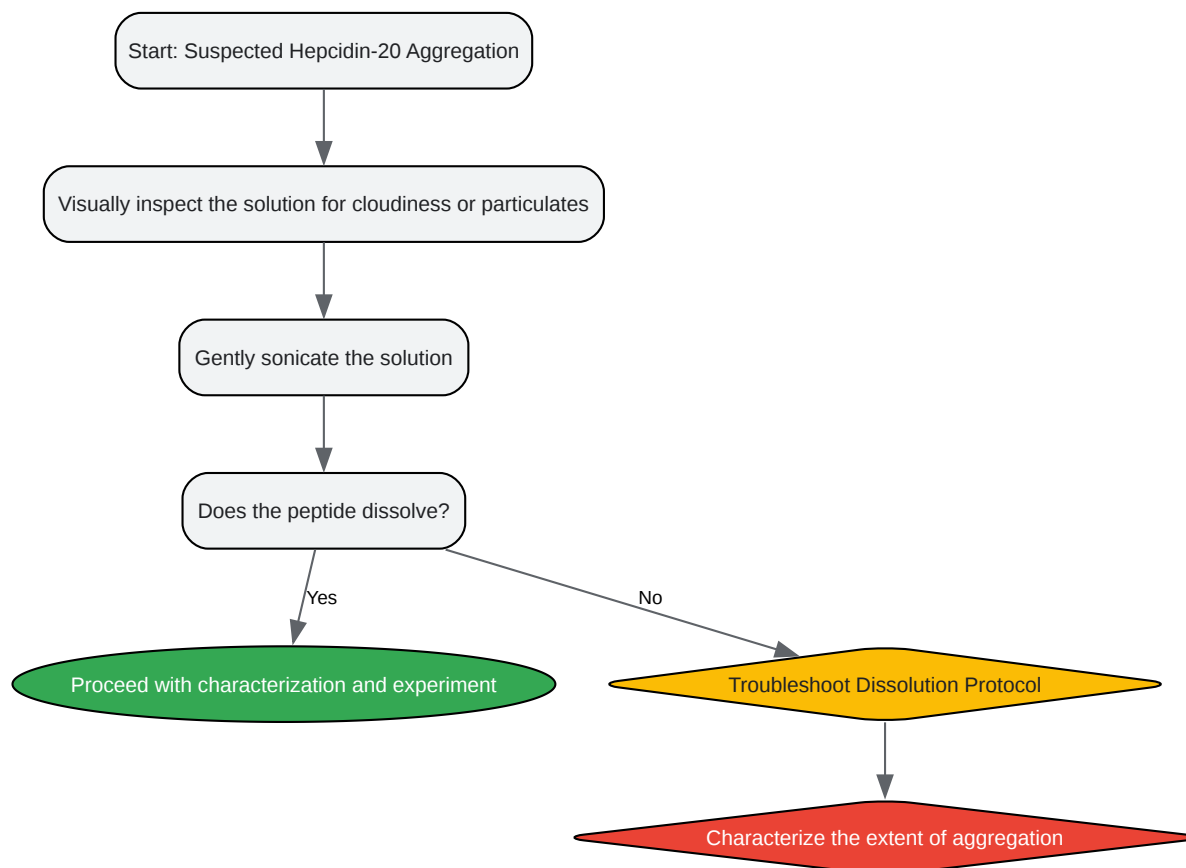 Start: Suspected Hepcidin-20 Aggregation
Visually inspect the solution for cloudiness or particulates
Gently sonicate the solution
Does the peptide dissolve?
Yes
No
Proceed with characterization and experiment
Troubleshoot Dissolution Protocol
Characterize the extent of aggregation